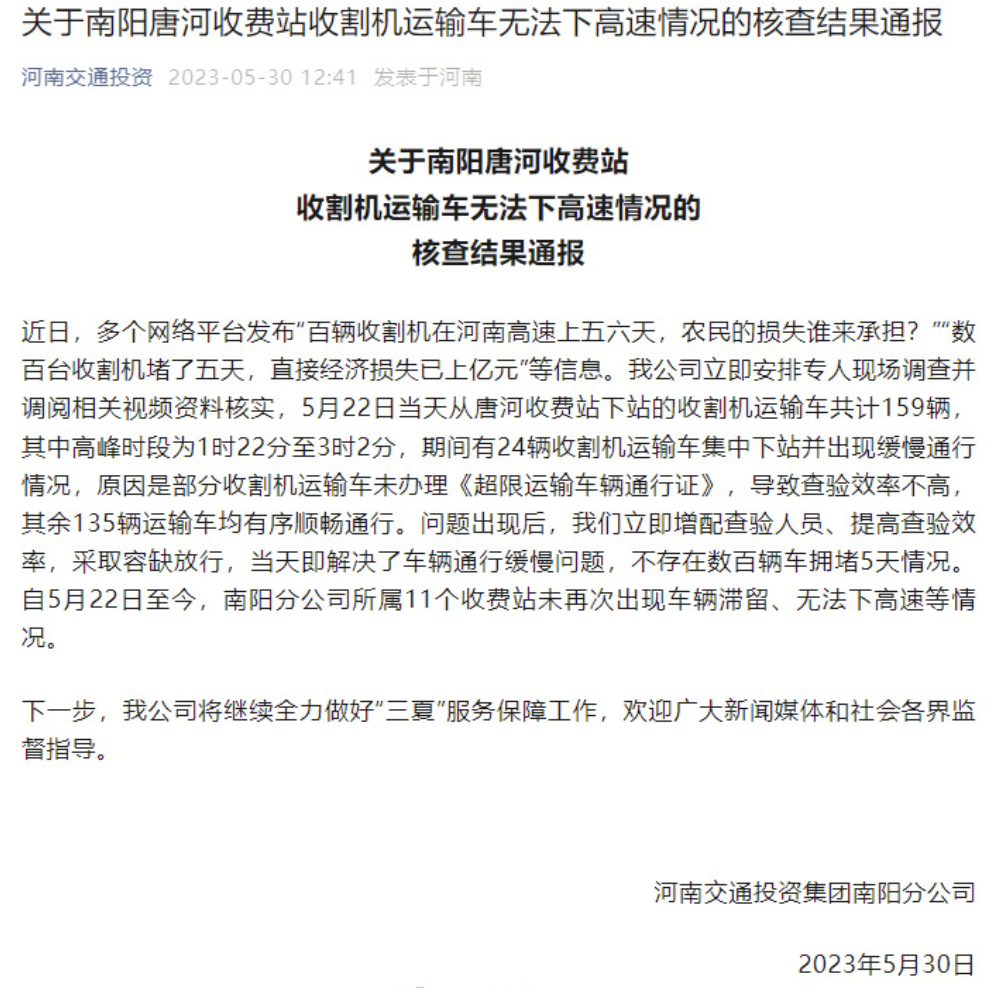 关于南阳唐河收费站收割机运输车无法下高速情况的核查结果通报
河南交通投资 2023-05-30 12:41 发表于河南
关于南阳唐河收费站
收割机运输车无法下高速情况的
核查结果通报
近日，多个网络平台发布“百辆收割机在河南高速上五六天，农民的损失谁来承担？”“数
百台收割机堵了五天，直接经济损失已上亿元”等信息。我公司立即安排专人现场调查并
调阅相关视频资料核实，5月22日当天从唐河收费站下站的收割机运输车共计159辆，
其中高峰时段为1时22分至3时2分，期间有24辆收割机运输车集中下站并出现缓慢通行
情况，原因是部分收割机运输车未办理《超限运输车辆通行证》，导致查验效率不高，
其余135辆运输车均有序顺畅通行。问题出现后，我们立即增配查验人员、提高查验效
率，采取容缺放行，当天即解决了车辆通行缓慢问题，不存在数百辆车拥堵5天情况。
自5月22日至今，南阳分公司所属11个收费站未再次出现车辆滞留、无法下高速等情
况。
下一步，我公司将继续全力做好“三夏”服务保障工作，欢迎广大新闻媒体和社会各界监
督指导。
河南交通投资集团南阳分公司
2023年5月30日